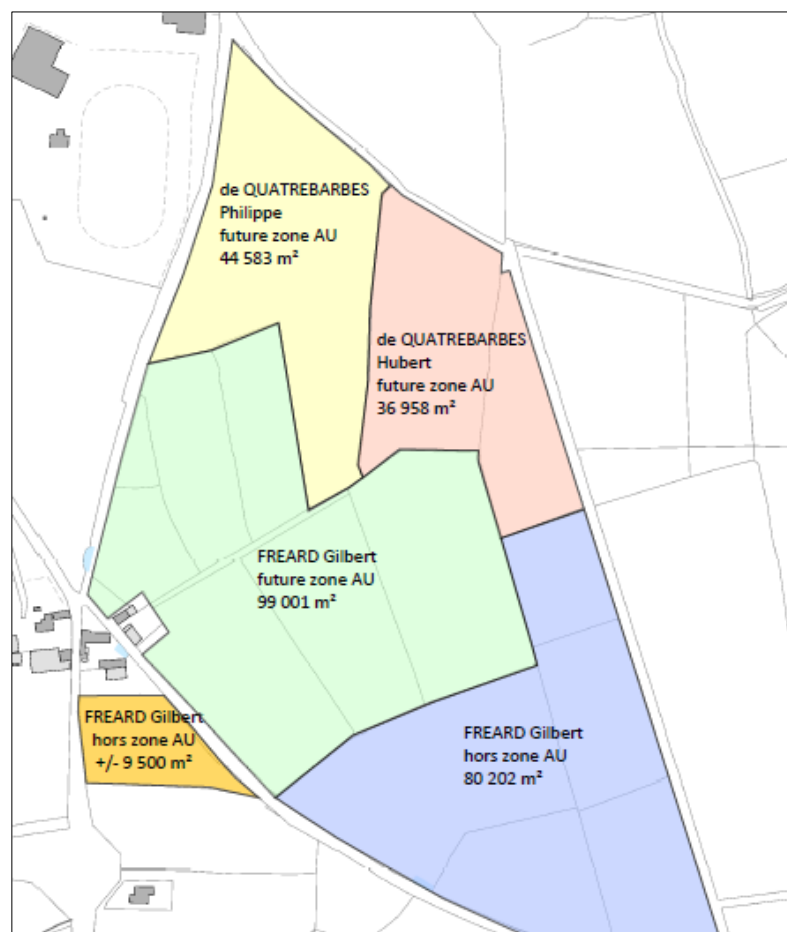 de QUATREBARBES
Philippe
future zone AU
44 583 m²
de QUATREBARBES
Hubert
future zone AU
36 958 m²
FREARD Gilbert
future zone AU
99 001 m²
FREARD Gilbert
hors zone AU
+/- 9 500 m²
FREARD Gilbert
hors zone AU
80 202 m²